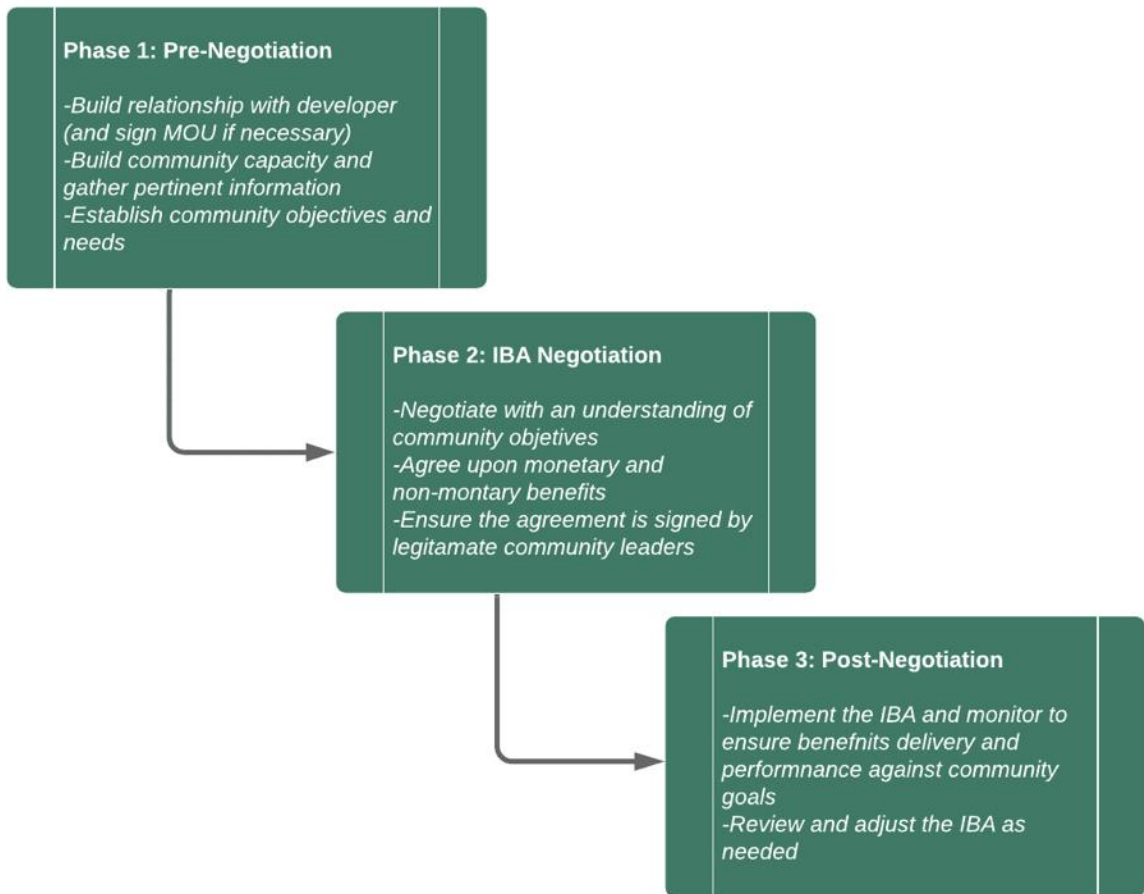 Phase 1: Pre-Negotiation
-Build relationship with developer
(and sign MOU if necessary)
-Build community capacity and
gather pertinent information
-Establish community objectives and
needs
Phase 2: IBA Negotiation
-Negotiate with an understanding of
community objetives
-Agree upon monetary and
non-montary benefits
-Ensure the agreement is signed by
legitamate community leaders
Phase 3: Post-Negotiation
-Implement the IBA and monitor to
ensure benefnits delivery and
performnance against community
goals
-Review and adjust the IBA as
needed